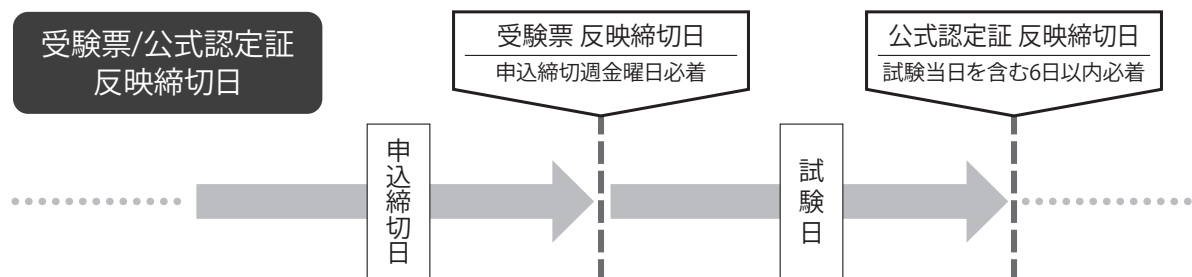 受験票/公式認定証
反映締切日
受験票 反映締切日
申込締切週金曜日必着
公式認定証 反映締切日
試験当日を含む6日以内必着
申込締切日
試験日